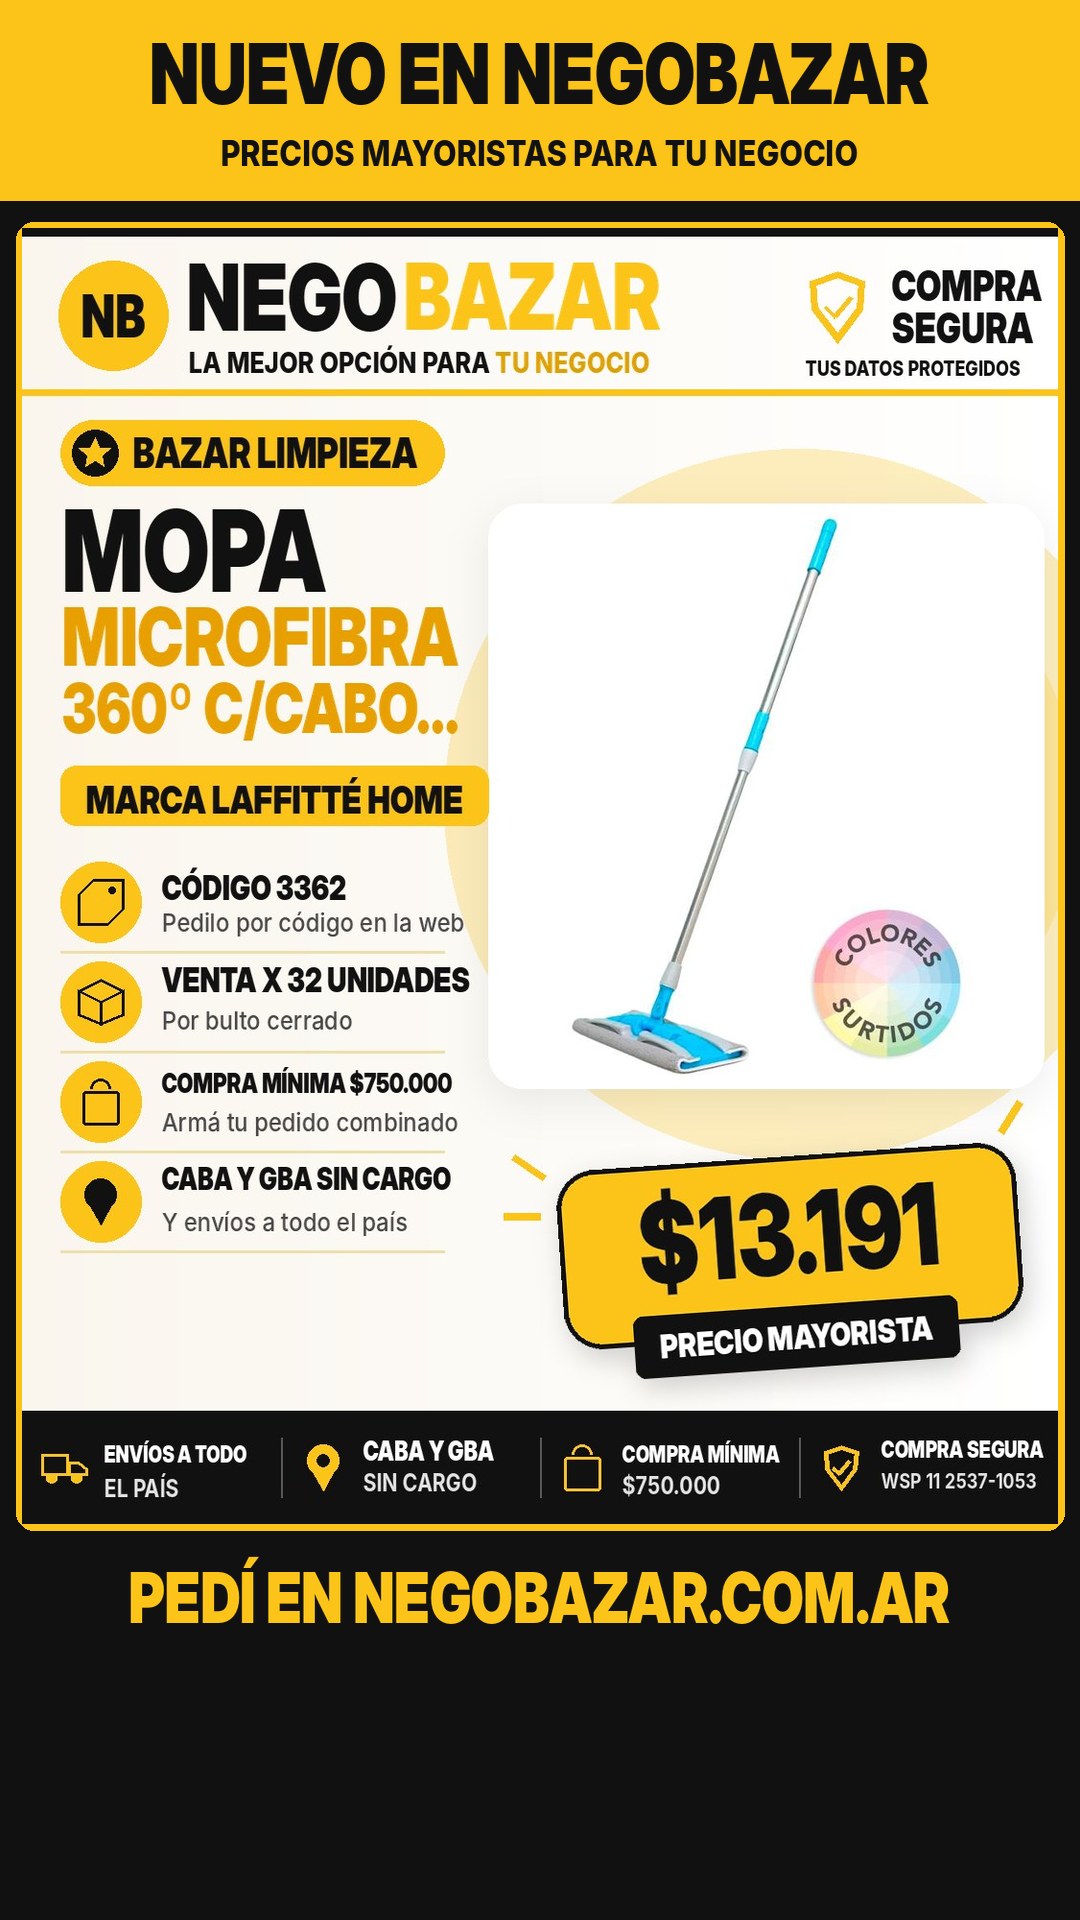 NUEVO EN NEGOBAZAR
PRECIOS MAYORISTAS PARA TU NEGOCIO
NB
NEGOBAZAR
LA MEJOR OPCIÓN PARA TU NEGOCIO
COMPRA
SEGURA
TUS DATOS PROTEGIDOS
BAZAR LIMPIEZA
MOPA
MICROFIBRA
360º C/CABO...
MARCA LAFFITTÉ HOME
CÓDIGO 3362
Pedilo por código en la web
VENTA X 32 UNIDADES
Por bulto cerrado
COMPRA MÍNIMA $750.000
Armá tu pedido combinado
CABA Y GBA SIN CARGO
Y envíos a todo el país
COLORES
SURTIDOS
$13.191
PRECIO MAYORISTA
ENVÍOS A TODO
EL PAÍS
CABA Y GBA
SIN CARGO
COMPRA MÍNIMA
$750.000
COMPRA SEGURA
WSP 11 2537-1053
PEDÍ EN NEGOBAZAR.COM.AR